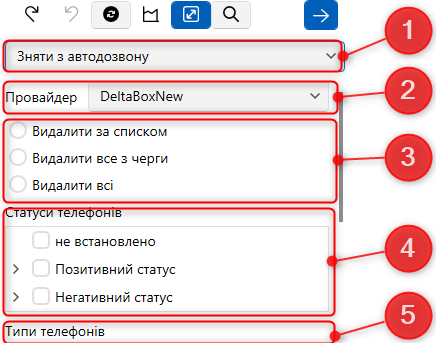 Зняти з автодозвону
1
Провайдер DeltaBoxNew
2
Видалити за списком
Видалити все з черги
3
Видалити всі
Статуси телефонів
не встановлено
4
Позитивний статус
Негативний статус
Типи телефонів
5